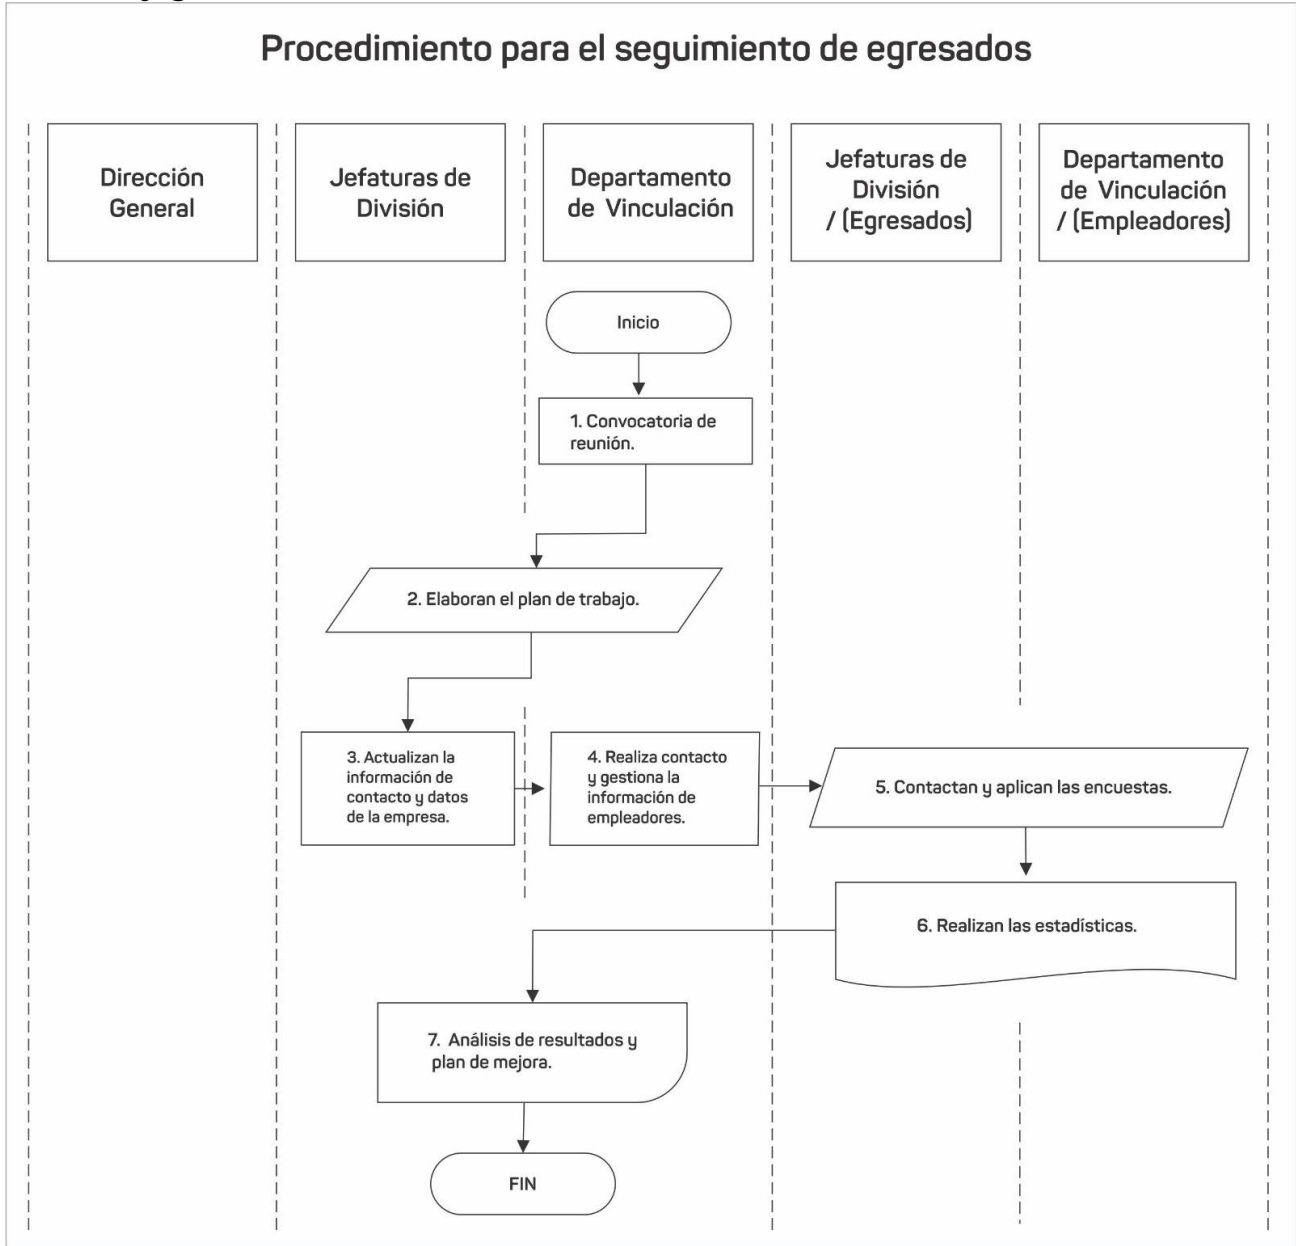 Procedimiento para el seguimiento de egresados
Dirección
General
Jefaturas de
División
Departamento
de Vinculación
Jefaturas de
División
/ (Egresados)
Departamento
de Vinculación
/ (Empleadores)
Inicio
1. Convocatoria de
reunión.
2. Elaboran el plan de trabajo.
3. Actualizan la
información de
contacto y datos
de la empresa.
4. Realiza contacto
y gestiona la
información de
empleadores.
5. Contactan y aplican las encuestas.
6. Realizan las estadísticas.
7. Análisis de resultados y
plan de mejora.
FIN